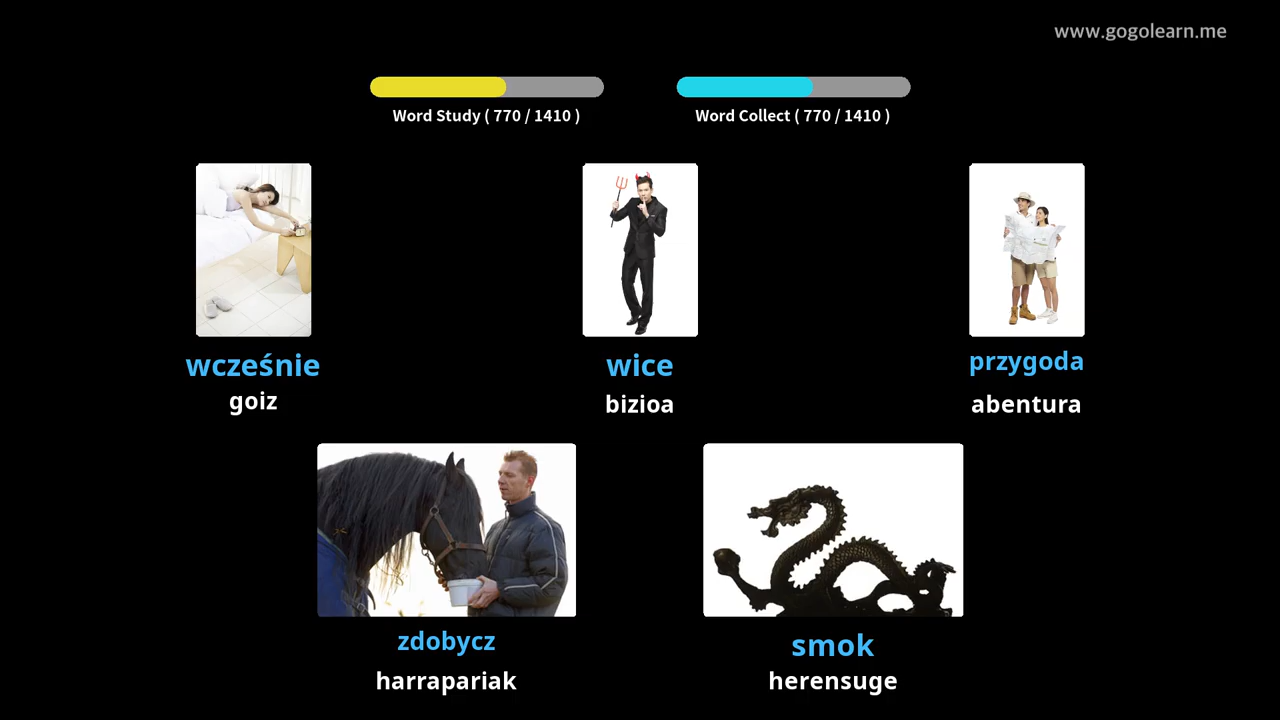 www.gogolearn.me
Word Study ( 770 / 1410 )
Word Collect ( 770 / 1410 )
wcześnie
goiz
wice
bizioa
przygoda
abentura
zdobycz
harrapariak
smok
herensuge